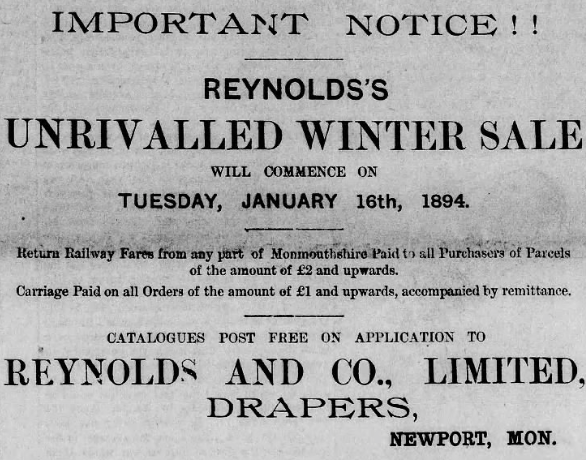 IMPORTANT NOTICE!!
REYNOLDS'S
UNRIVALLED WINTER SALE
WILL COMMENCE ON
TUESDAY, JANUARY 16th, 1894.
Return Railway Fares from any part of Monmouthshire Paid to all Purchasers of Parcels
of the amount of £2 and upwards.
Carriage Paid on all Orders of the amount of £1 and upwards, accompanied by remittance.
CATALOGUES POST FREE ON APPLICATION TO
REYNOLDS AND CO., LIMITED,
DRAPERS,
NEWPORT, MON.